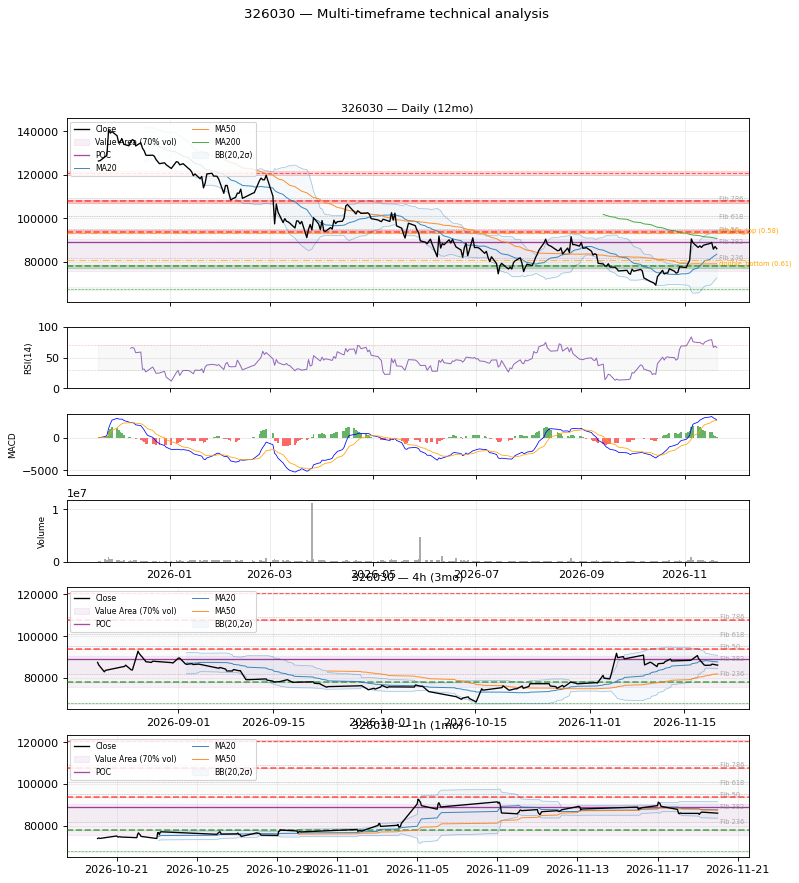 326030 — Multi-timeframe technical analysis
326030 — Daily (12mo)
Close
Value Area (70% vol)
POC
MA20
MA50
MA200
BB(20,2σ)
140000
120000
100000
80000
Fib 786
Fib 618
Fib 50
Fib 382
Fib 236
double_bottom (0.61)
RSI(14)
100
50
0
MACD
0
−5000
1e7
Volume
1
0
2026-01 2026-03 2026-05 2026-07 2026-09 2026-11
326030 — 4h (3mo)
Close
Value Area (70% vol)
POC
MA20
MA50
BB(20,2σ)
120000
100000
80000
Fib 786
Fib 618
Fib 50
Fib 382
Fib 236
2026-09-01 2026-09-15 2026-10-01 2026-10-15 2026-11-01 2026-11-15
326030 — 1h (1mo)
Close
Value Area (70% vol)
POC
MA20
MA50
BB(20,2σ)
120000
100000
80000
Fib 786
Fib 618
Fib 50
Fib 382
Fib 236
2026-10-21 2026-10-25 2026-10-29 2026-11-01 2026-11-05 2026-11-09 2026-11-13 2026-11-17 2026-11-21